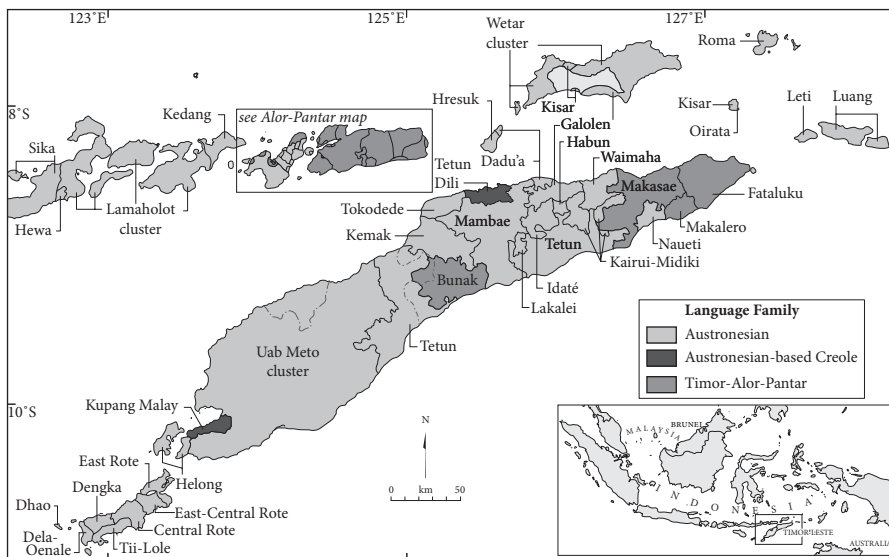 123°E
125°E
127°E
Wetar
cluster
Roma
8°S
Kedang
see Alor-Pantar map
Hresuk
Kisar
Galolen
Habun
Kisar
Oirata
Leti
Luang
Sika
Dadu'a
Waimaha
Tetun
Dili
Makasae
Fataluku
Hewa
Lamaholot
cluster
Tokodede
Mambae
Kemak
Tetun
Makalero
Naueti
Kairui-Midiki
Bunak
Idaté
Lakalei
Uab Meto
cluster
Tetun
Language Family
Austronesian
Austronesian-based Creole
Timor-Alor-Pantar
10°S
Kupang Malay
N
0 km 50
East Rote
Helong
Dengka
Dhao
East-Central Rote
Central Rote
Dela-
Oenale
Tii-Lole
MALAYSIA
BRUNEI
INDONESIA
TIMOR-LESTE
AUSTRALIA